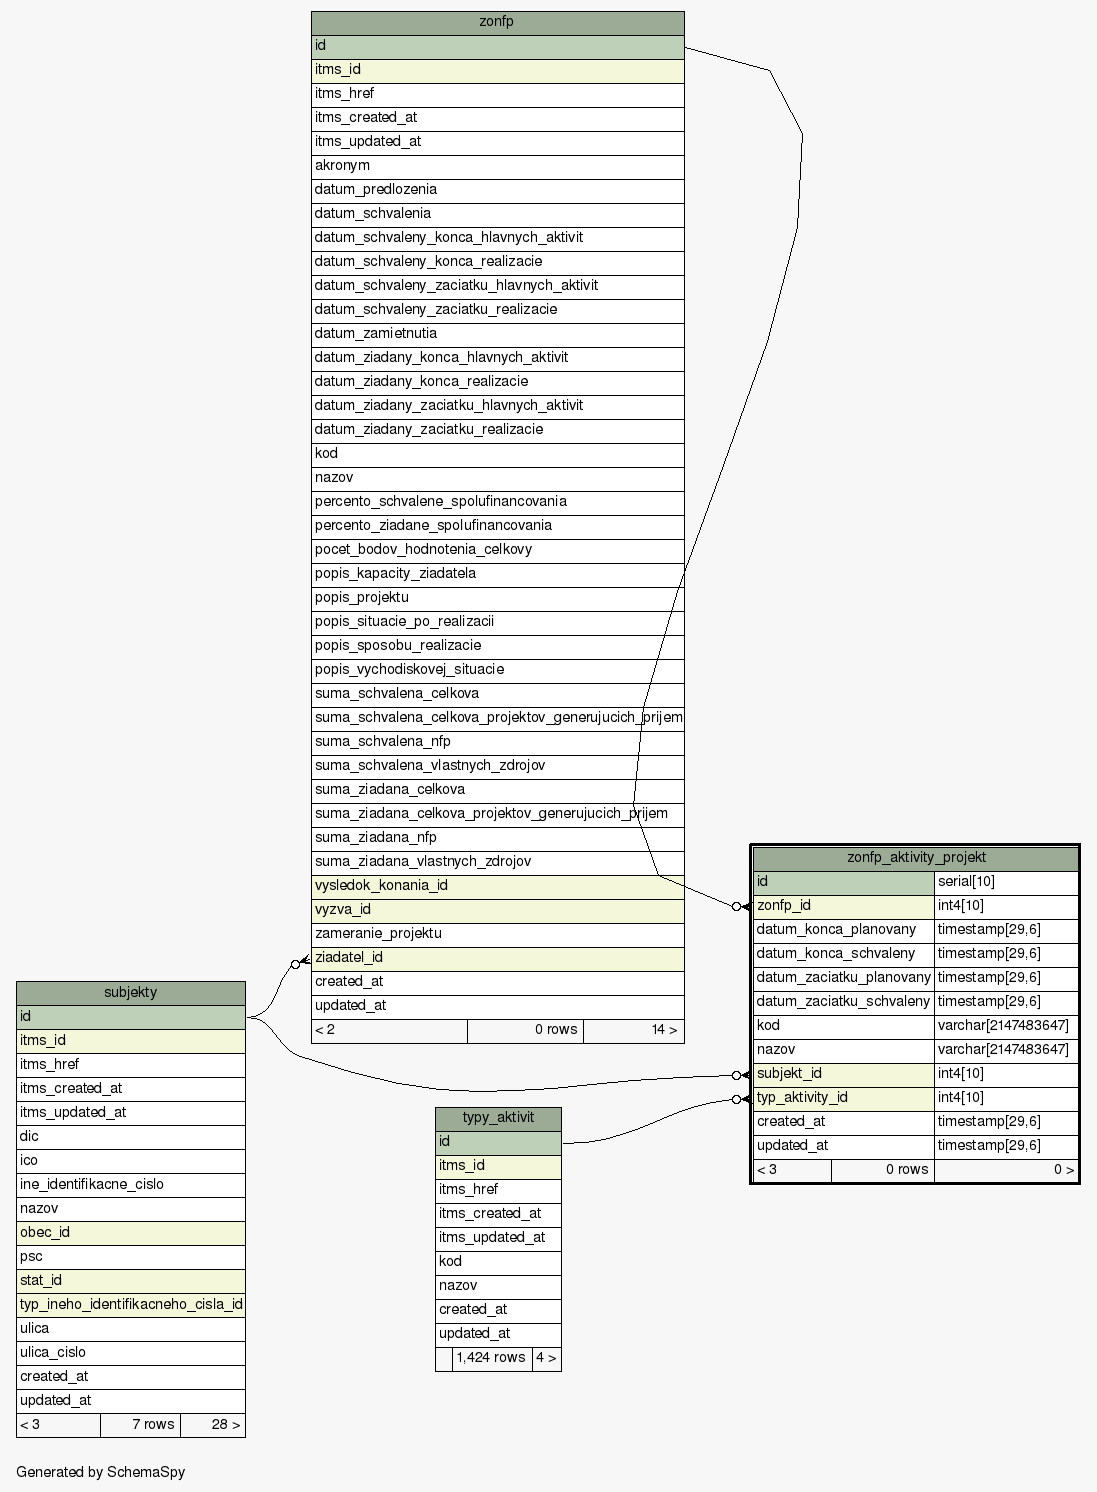 zonfp
id
itms_id
itms_href
itms_created_at
itms_updated_at
akronym
datum_predlozenia
datum_schvalenia
datum_schvaleny_konca_hlavnych_aktivit
datum_schvaleny_konca_realizacie
datum_schvaleny_zaciatku_hlavnych_aktivit
datum_schvaleny_zaciatku_realizacie
datum_zamietnutia
datum_ziadany_konca_hlavnych_aktivit
datum_ziadany_konca_realizacie
datum_ziadany_zaciatku_hlavnych_aktivit
datum_ziadany_zaciatku_realizacie
kod
nazov
percento_schvalene_spolufinancovania
percento_ziadane_spolufinancovania
pocet_bodov_hodnotenia_celkovy
popis_kapacity_ziadatela
popis_projektu
popis_situacie_po_realizacii
popis_sposobu_realizacie
popis_vychodiskovej_situacie
suma_schvalena_celkova
suma_schvalena_celkova_projektov_generujucich_prijem
suma_schvalena_nfp
suma_schvalena_vlastnych_zdrojov
suma_ziadana_celkova
suma_ziadana_celkova_projektov_generujucich_prijem
suma_ziadana_nfp
suma_ziadana_vlastnych_zdrojov
vysledok_konania_id
vyzva_id
zameranie_projektu
ziadatel_id
created_at
updated_at
< 2 0 rows 14 >
zonfp_aktivity_projekt
id serial[10]
zonfp_id int4[10]
datum_konca_planovany timestamp[29,6]
datum_konca_schvaleny timestamp[29,6]
datum_zaciatku_planovany timestamp[29,6]
datum_zaciatku_schvaleny timestamp[29,6]
kod varchar[2147483647]
nazov varchar[2147483647]
subjekt_id int4[10]
typ_aktivity_id int4[10]
created_at timestamp[29,6]
updated_at timestamp[29,6]
< 3 0 rows 0 >
subjekty
id
itms_id
itms_href
itms_created_at
itms_updated_at
dic
ico
ine_identifikacne_cislo
nazov
obec_id
psc
stat_id
typ_ineho_identifikacneho_cisla_id
ulica
ulica_cislo
created_at
updated_at
< 3 7 rows 28 >
typy_aktivit
id
itms_id
itms_href
itms_created_at
itms_updated_at
kod
nazov
created_at
updated_at
1,424 rows 4 >
Generated by SchemaSpy